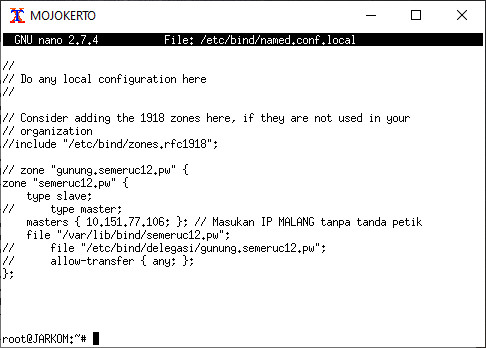 MOJOKERTO
GNU nano 2.7.4 File: /etc/bind/named.conf.local
//
// Do any local configuration here
//
// Consider adding the 1918 zones here, if they are not used in your
// organization
//include "/etc/bind/zones.rfc1918";
// zone "gunung.semeruc12.pw" {
zone "semeruc12.pw" {
    type slave;
//      type master;
    masters { 10.151.77.106; }; // Masukan IP MALANG tanpa tanda petik
    file "/var/lib/bind/semeruc12.pw";
//      file "/etc/bind/delegasi/gunung.semeruc12.pw";
//      allow-transfer { any; };
};
root@JARKOM:~#